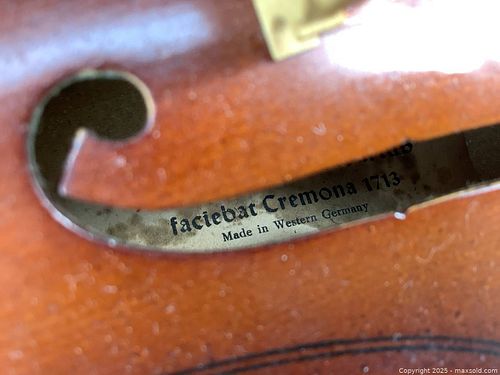 faciebat Cremona 1713
Made in Western Germany
Copyright 2025 - maxsold.com